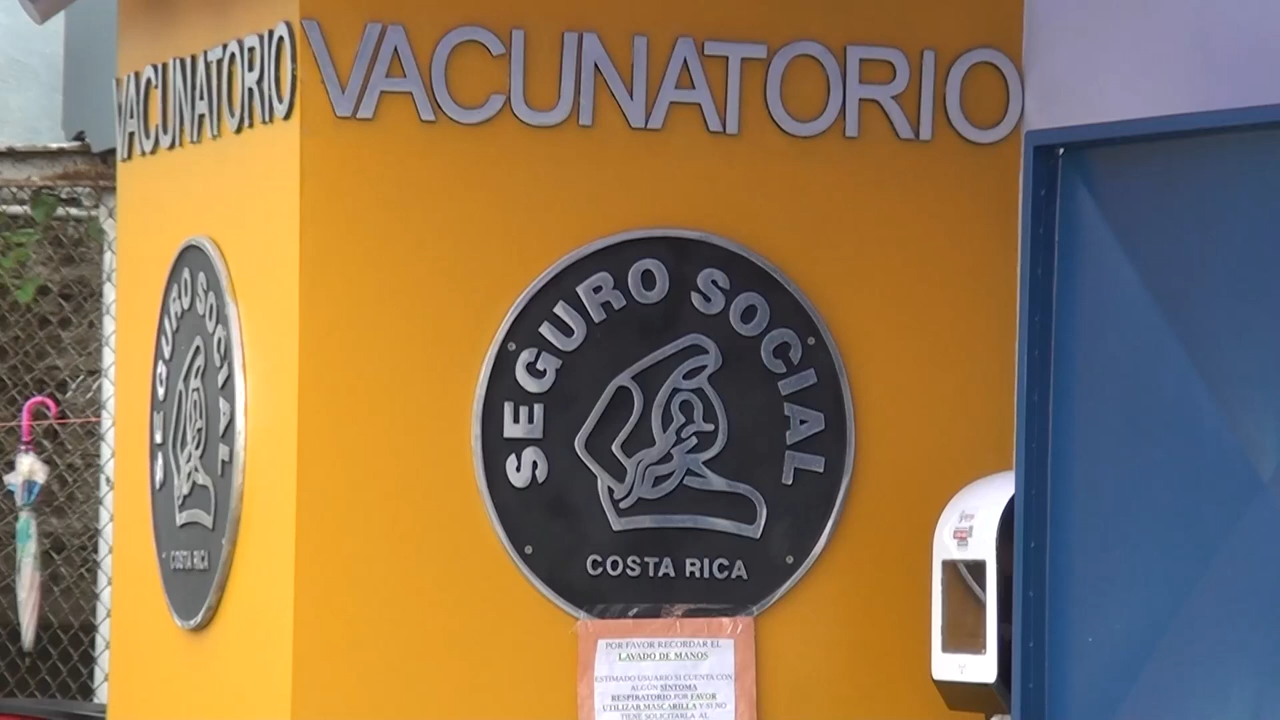 VACUNATORIO
VACUNATORIO
SEGURO SOCIAL
COSTA RICA
SEGURO SOCIAL
COSTA RICA
POR FAVOR RECORDAR EL
LAVADO DE MANOS
ESTIMADO USUARIO SI CUENTA CON
ALGÚN SÍNTOMA
RESPIRATORIO POR FAVOR
UTILIZAR MASCARILLA Y SI NO
TIENE SOLICITARLA AL